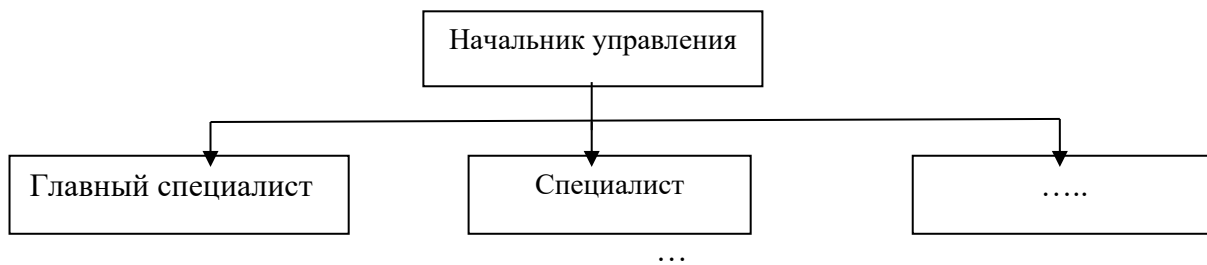 Начальник управления
Главный специалист
Специалист
…..
…